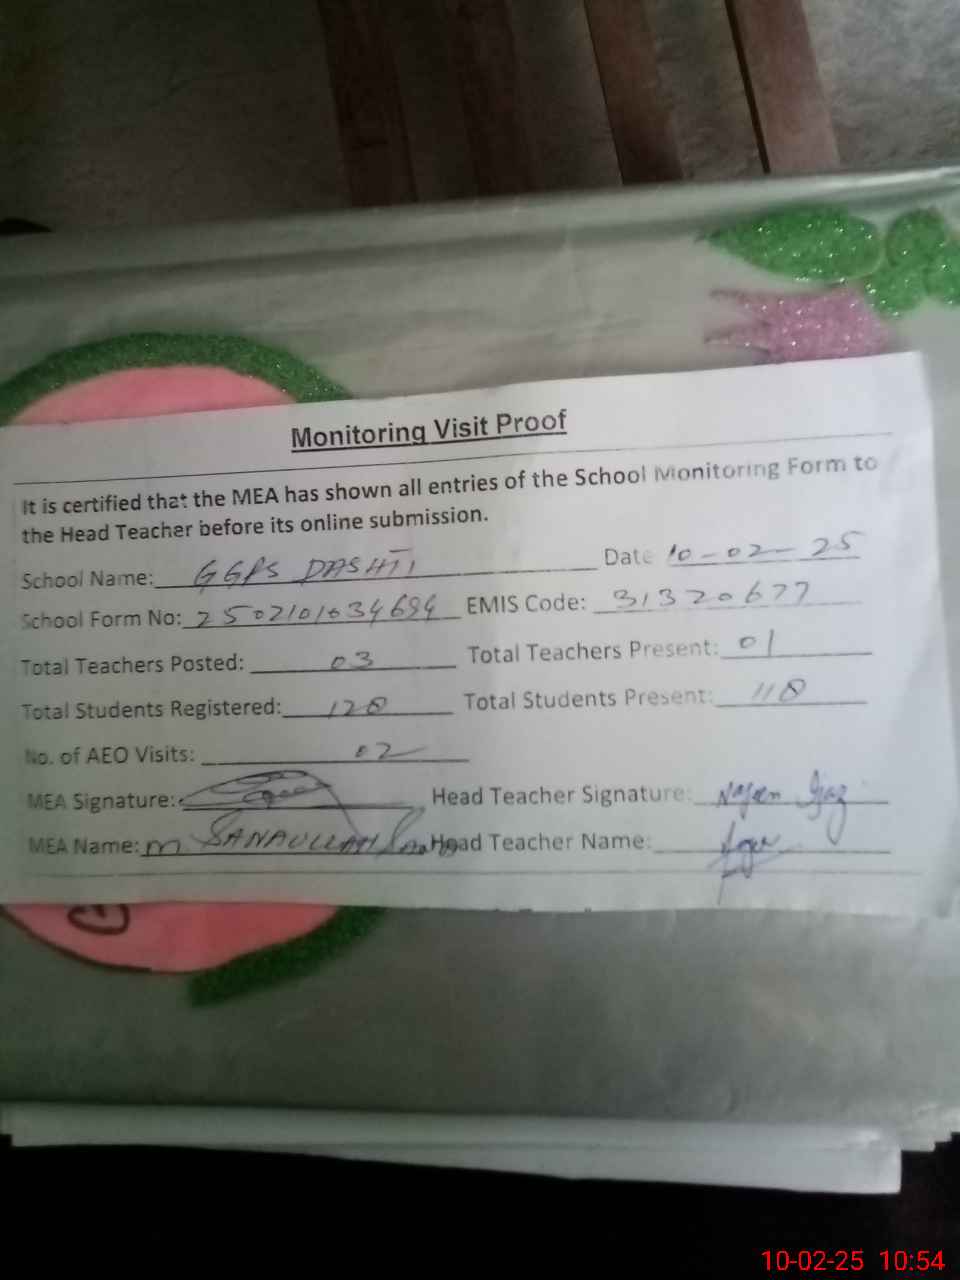 Monitoring Visit Proof
It is certified that the MEA has shown all entries of the School Monitoring Form to
the Head Teacher before its online submission.
School Name: GGPS DASHTI Date 10-02-25
School Form No: 2502101634694 EMIS Code: 31320677
Total Teachers Posted: 03 Total Teachers Present: 01
Total Students Registered: 128 Total Students Present: 118
No. of AEO Visits: 02
MEA Signature: Head Teacher Signature:
MEA Name: M SANAULLAH Head Teacher Name:
10-02-25 10:54